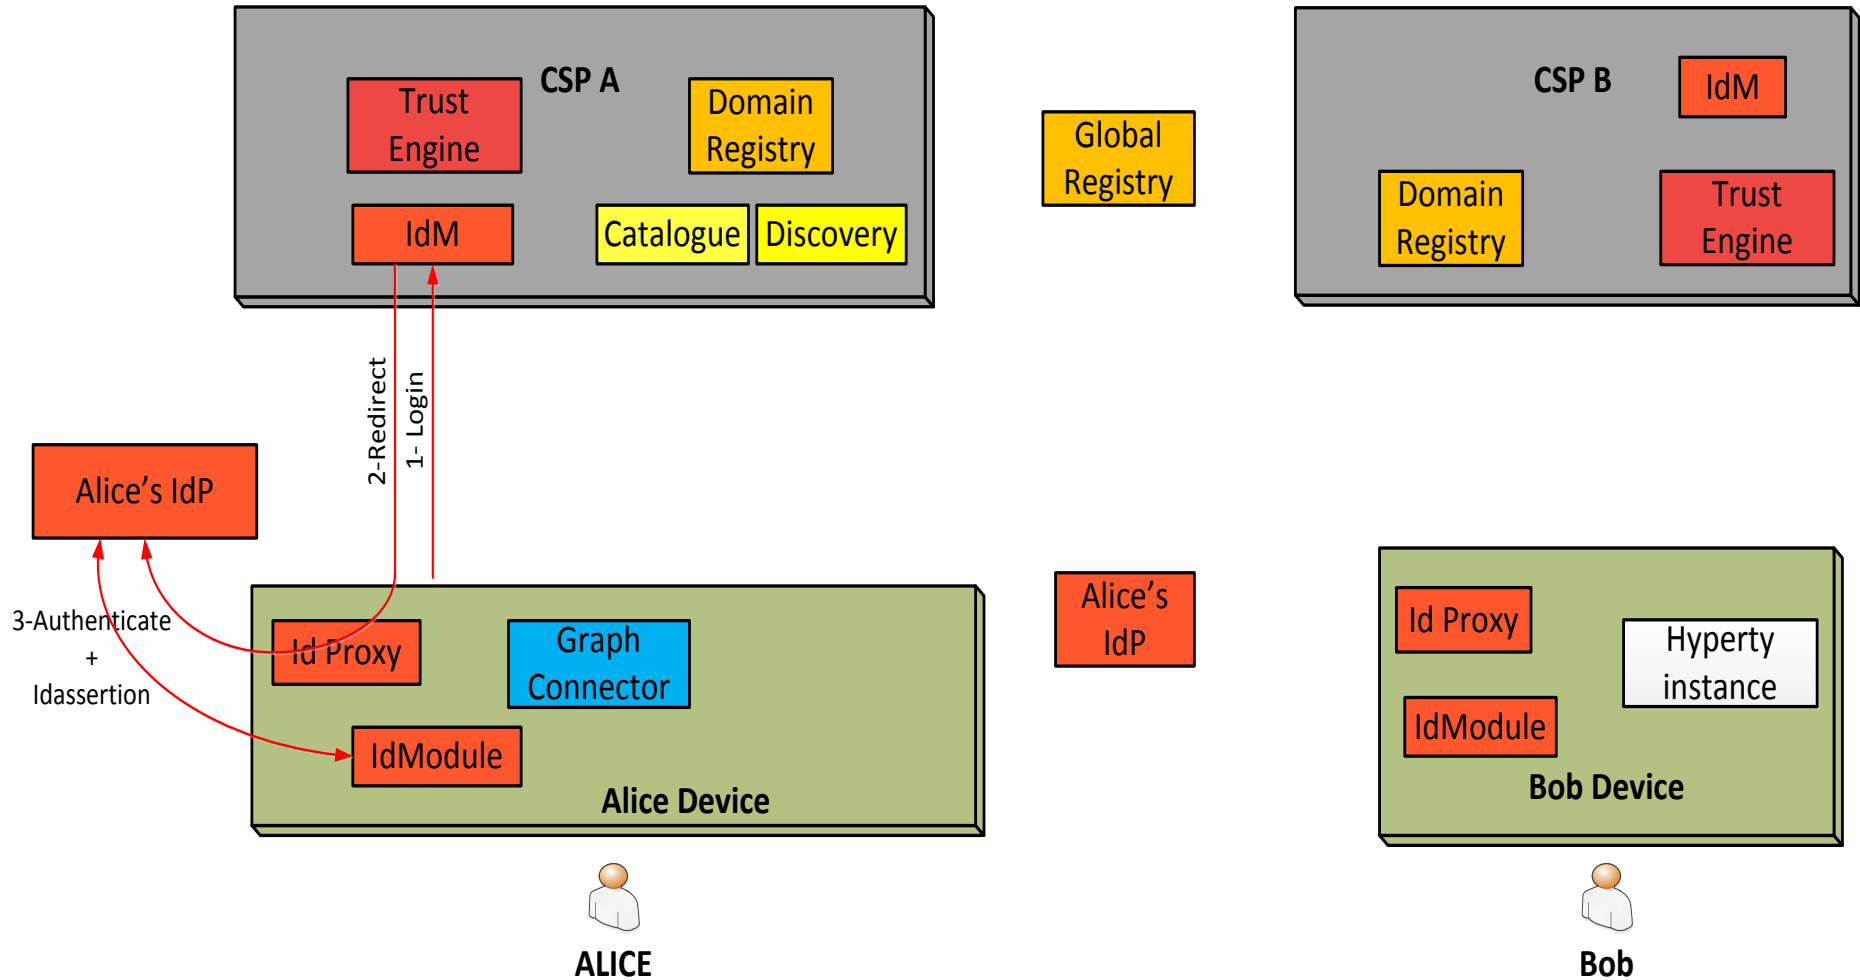 CSP A
Trust
Engine
Domain
Registry
IdM
Catalogue
Discovery
Global
Registry
CSP B
IdM
Domain
Registry
Trust
Engine
2-Redirect
1- Login
Alice’s IdP
3-Authenticate
+
Idassertion
Id Proxy
Graph
Connector
IdModule
Alice Device
Alice’s
IdP
Id Proxy
Hyperty
instance
IdModule
Bob Device
ALICE
Bob